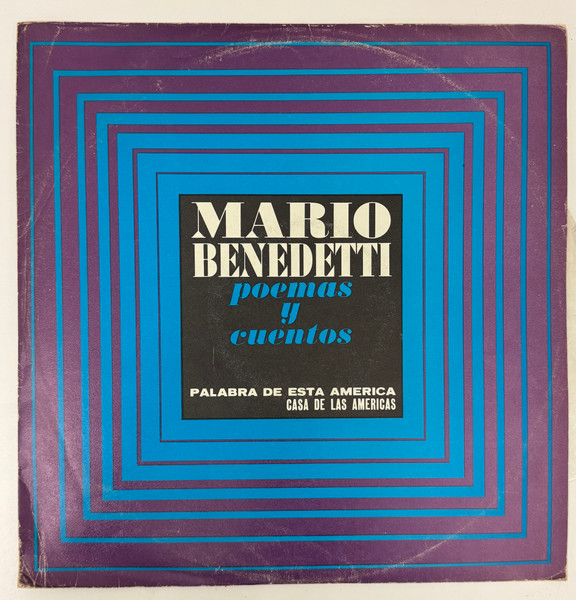 MARIO
BENEDETTI
poemas
y
cuentos
PALABRA DE ESTA AMERICA
CASA DE LAS AMERICAS